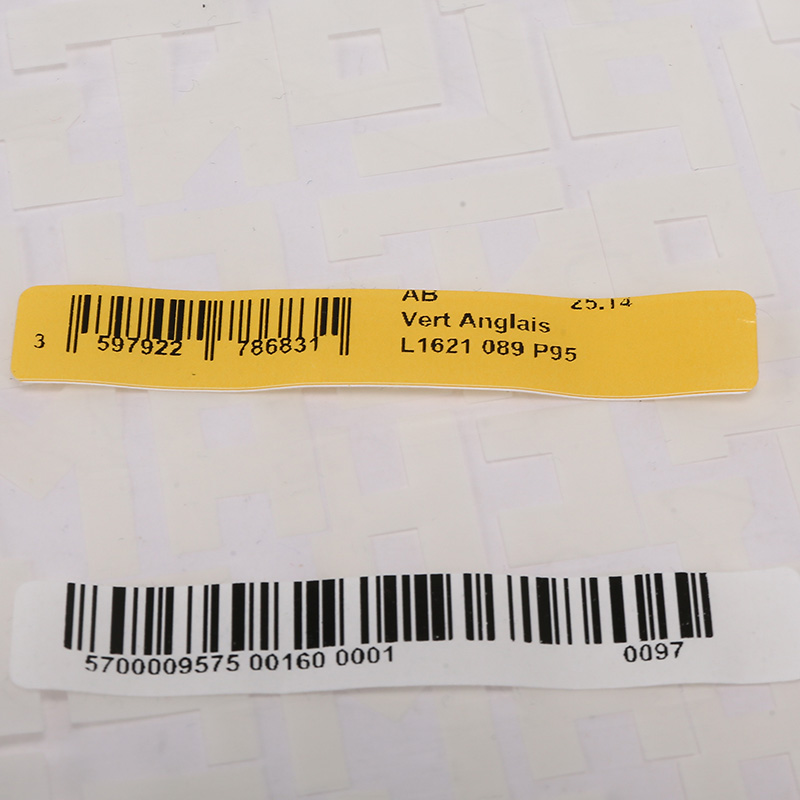 AB 25.14
Vert Anglais
L1621 089 P95
3 597922 786831
5700009575 00160 0001 0097